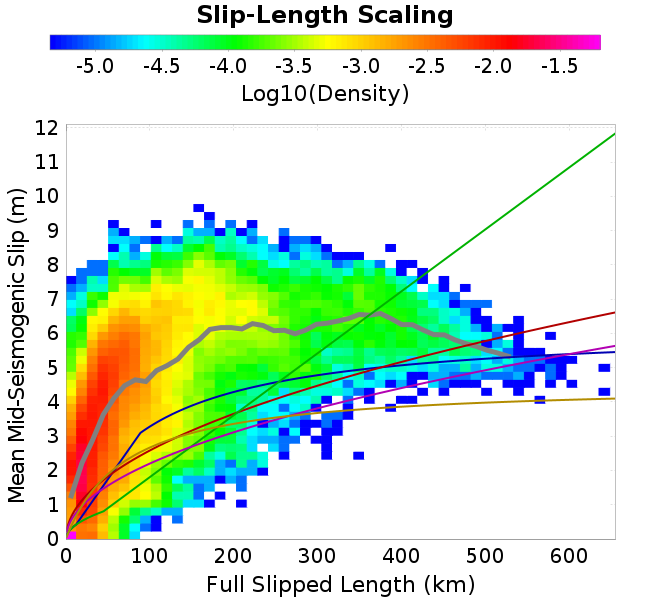 Slip-Length Scaling
-5.0 -4.5 -4.0 -3.5 -3.0 -2.5 -2.0 -1.5
Log10(Density)
12
11
10
9
8
7
6
5
4
3
2
1
0
Mean Mid-Seismogenic Slip (m)
0 100 200 300 400 500 600
Full Slipped Length (km)